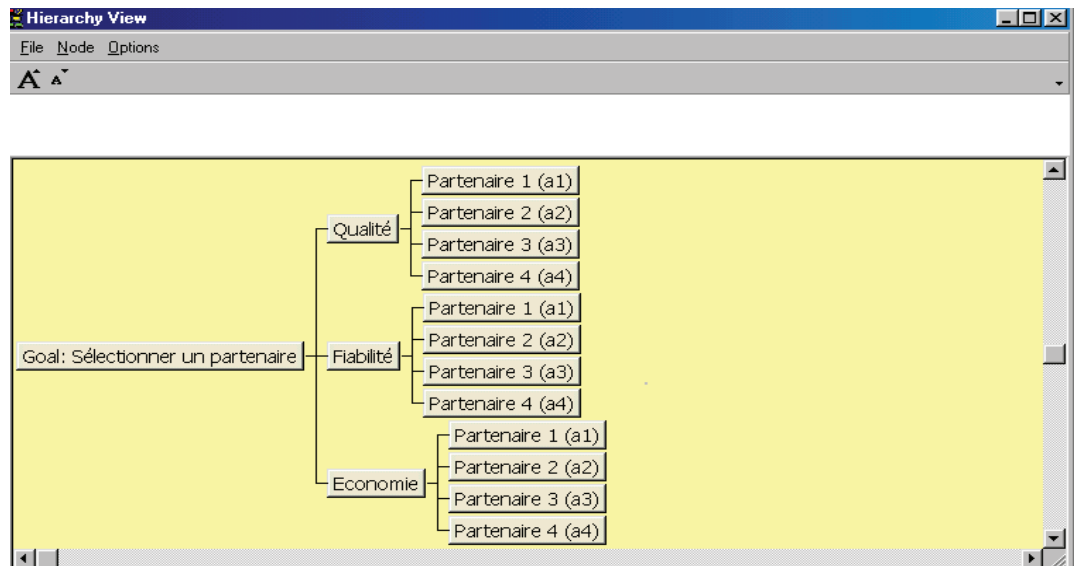 Hierarchy View
File Node Options
A A
Partenaire 1 (a1)
Partenaire 2 (a2)
Qualité
Partenaire 3 (a3)
Partenaire 4 (a4)
Partenaire 1 (a1)
Partenaire 2 (a2)
Goal: Sélectionner un partenaire
Fiabilité
Partenaire 3 (a3)
Partenaire 4 (a4)
Partenaire 1 (a1)
Partenaire 2 (a2)
Economie
Partenaire 3 (a3)
Partenaire 4 (a4)